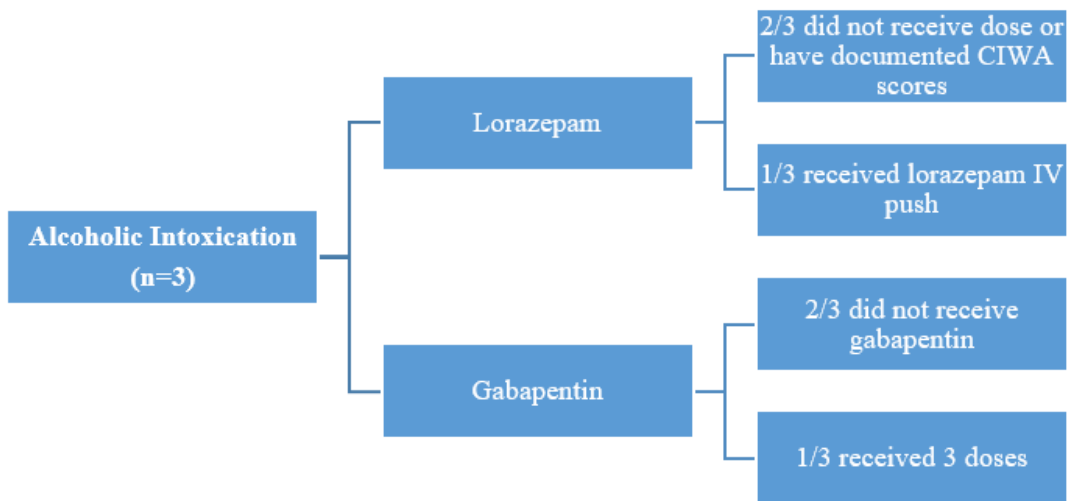 2/3 did not receive dose or
have documented CIWA
scores
Lorazepam
1/3 received lorazepam IV
push
Alcoholic Intoxication
(n=3)
2/3 did not receive
gabapentin
Gabapentin
1/3 received 3 doses